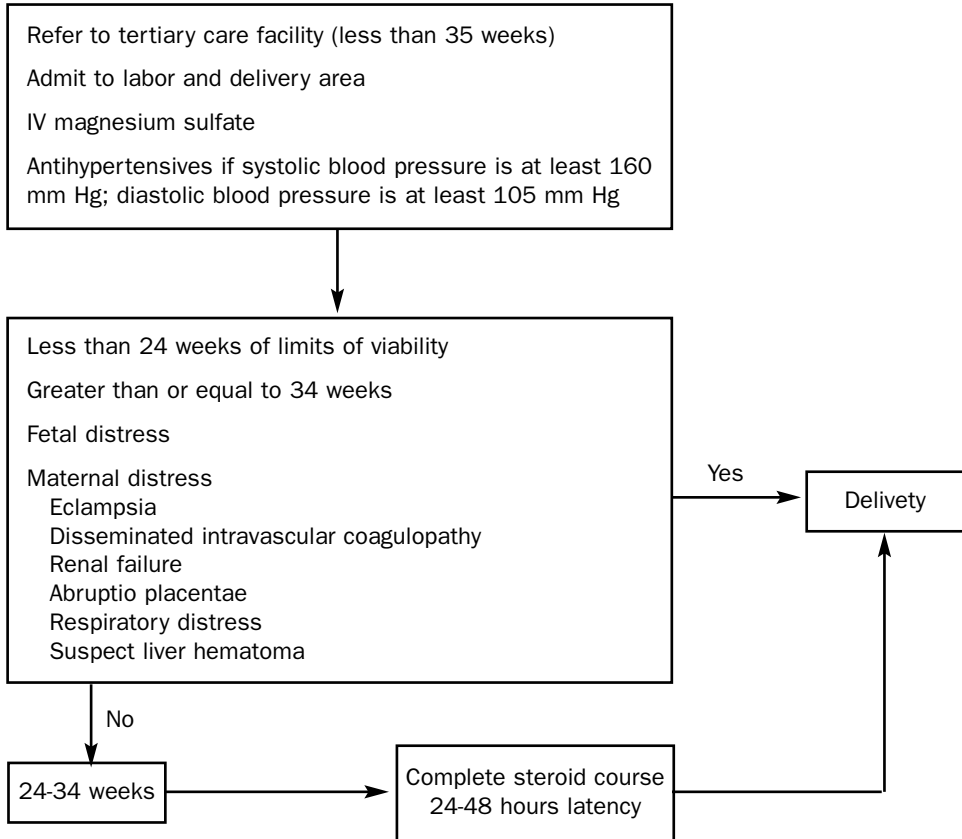 Refer to tertiary care facility (less than 35 weeks)
Admit to labor and delivery area
IV magnesium sulfate
Antihypertensives if systolic blood pressure is at least 160
mm Hg; diastolic blood pressure is at least 105 mm Hg
Less than 24 weeks of limits of viability
Greater than or equal to 34 weeks
Fetal distress
Maternal distress
Eclampsia
Disseminated intravascular coagulopathy
Renal failure
Abruptio placentae
Respiratory distress
Suspect liver hematoma
Yes
Delivety
No
24-34 weeks
Complete steroid course
24-48 hours latency